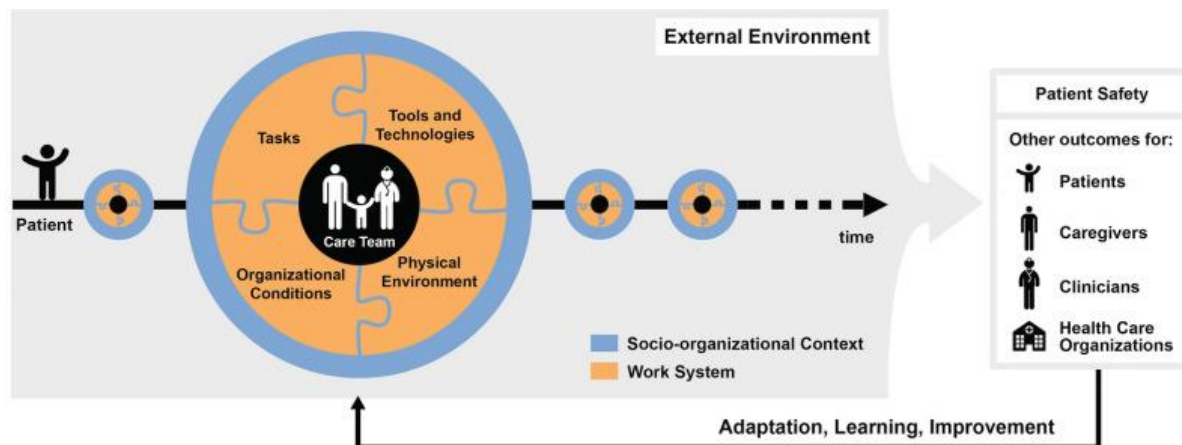 External Environment
Tasks
Tools and
Technologies
Patient
Care Team
Organizational
Conditions
Physical
Environment
time
Socio-organizational Context
Work System
Patient Safety
Other outcomes for:
Patients
Caregivers
Clinicians
Health Care
Organizations
Adaptation, Learning, Improvement